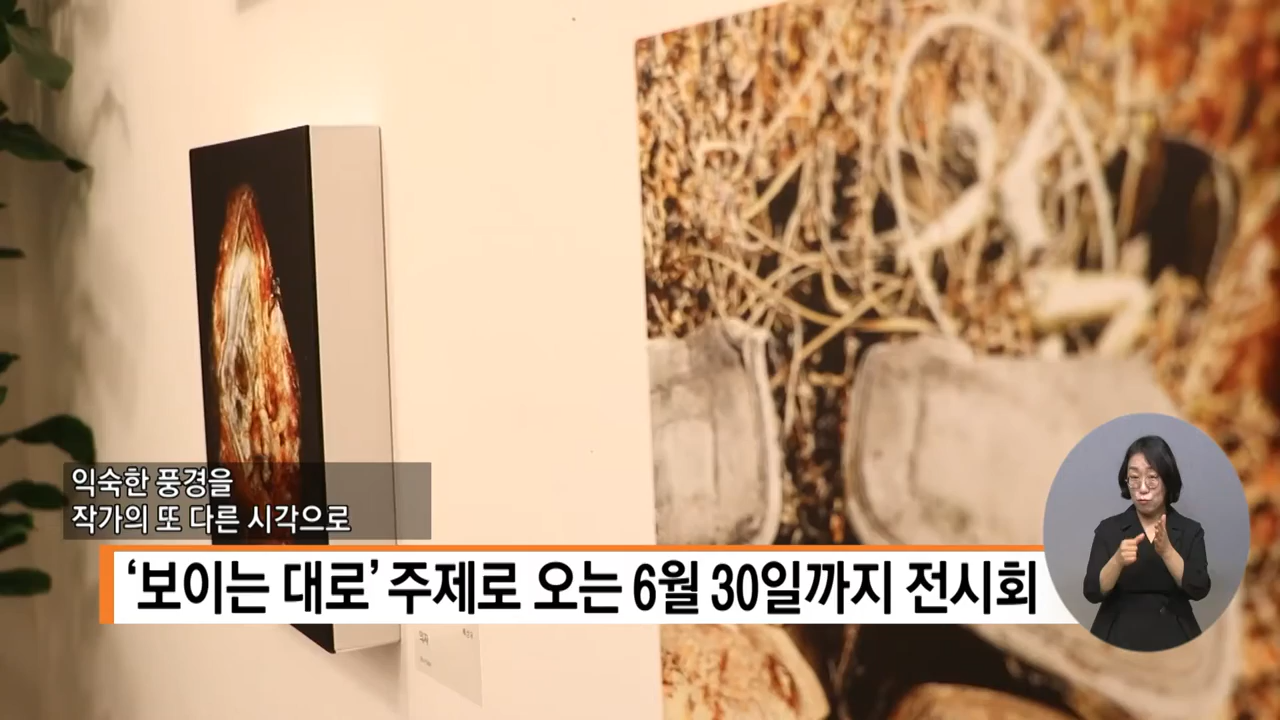 익숙한 풍경을
작가의 또 다른 시각으로
‘보이는 대로’ 주제로 오는 6월 30일까지 전시회